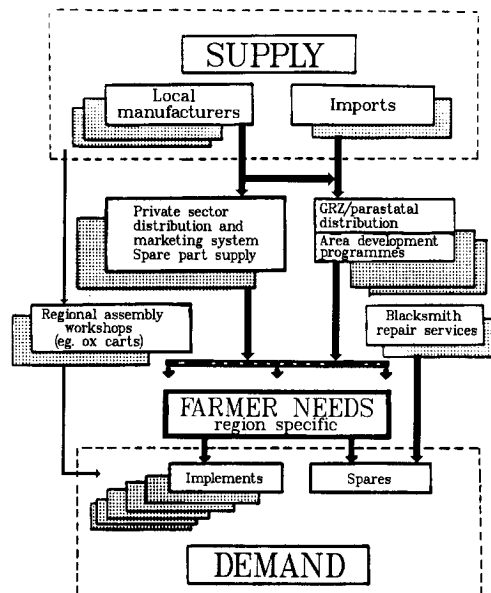 SUPPLY
Local
manufacturers
Imports
Private sector
distribution and
marketing system
Spare part supply
GRZ/parastatal
distribution
Area development
programmes
Regional assembly
workshops
(eg. ox carts)
Blacksmith
repair services
FARMER NEEDS
region specific
Implements
Spares
DEMAND